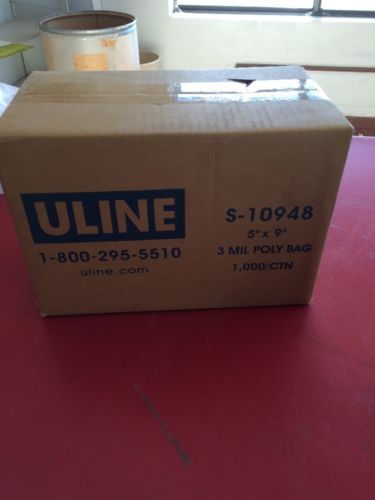 ULINE
1-800-295-5510
uline.com
S-10948
5" x 9"
3 MIL POLY BAG
1,000/CTN